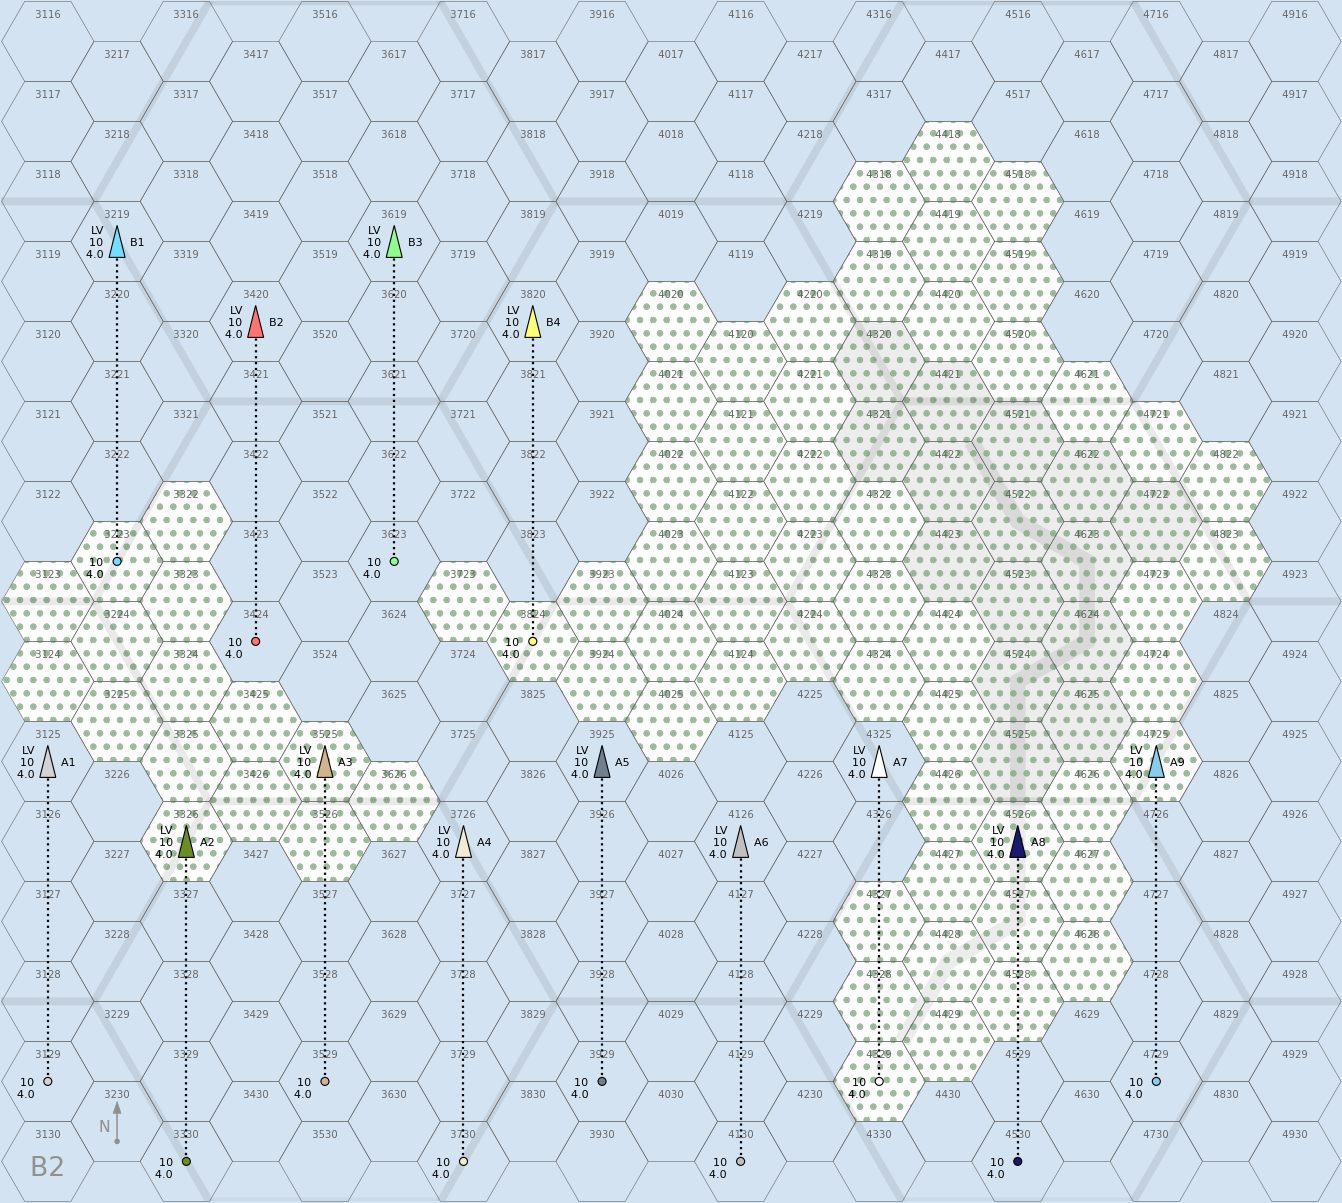 3116 3316 3516 3716 3916 4116 4316 4516 4716 4916
3217 3417 3617 3817 4017 4217 4417 4617 4817
3117 3317 3517 3717 3917 4117 4317 4517 4717 4917
3218 3418 3618 3818 4018 4218 4418 4618 4818
3118 3318 3518 3718 3918 4118 4318 4518 4718 4918
3219 3419 3619 3819 4019 4219 4419 4619 4819
LV LV
10 B1 10 B3
3119 4.0 3319 3519 4.0 3719 3919 4119 4319 4519 4719 4919
3220 3420 3620 3820 4020 4220 4420 4620 4820
LV LV
10 B2 10 B4
3120 3320 4.0 3520 3720 4.0 3920 4120 4320 4520 4720 4920
3221 3421 3621 3821 4021 4221 4421 4621 4821
3121 3321 3521 3721 3921 4121 4321 4521 4721 4921
3222 3422 3622 3822 4022 4222 4422 4622 4822
3122 3322 3522 3722 3922 4122 4322 4522 4722 4922
3223 3423 3623 3823 4023 4223 4423 4623 4823
10 10
3123 4.0 3323 3523 4.0 3723 3923 4123 4323 4523 4723 4923
3224 3424 3624 3824 4024 4224 4424 4624 4824
10 10
3124 3324 4.0 3524 3724 4.0 3924 4124 4324 4524 4724 4924
3225 3425 3625 3825 4025 4225 4425 4625 4825
3125 3325 3525 3725 3925 4125 4325 4525 4725 4925
LV LV LV LV LV
10 A1 10 A3 10 A5 10 A7 10 A9
4.0 3226 3426 4.0 3626 3826 4.0 4026 4226 4.0 4426 4626 4.0 4826
3126 3326 3526 3726 3926 4126 4326 4526 4726 4926
LV LV LV LV
10 A2 10 A4 10 A6 10 A8
3227 4.0 3427 3627 4.0 3827 4027 4.0 4227 4427 4.0 4627 4827
3127 3327 3527 3727 3927 4127 4327 4527 4727 4927
3228 3428 3628 3828 4028 4228 4428 4628 4828
3128 3328 3528 3728 3928 4128 4328 4528 4728 4928
3229 3429 3629 3829 4029 4229 4429 4629 4829
3129 3329 3529 3729 3929 4129 4329 4529 4729 4929
10 10 10 10 10
4.0 3230 3430 4.0 3630 3830 4.0 4030 4230 4.0 4430 4630 4.0 4830
N
3130 3330 3530 3730 3930 4130 4330 4530 4730 4930
B2 10 10 10 10
4.0 4.0 4.0 4.0